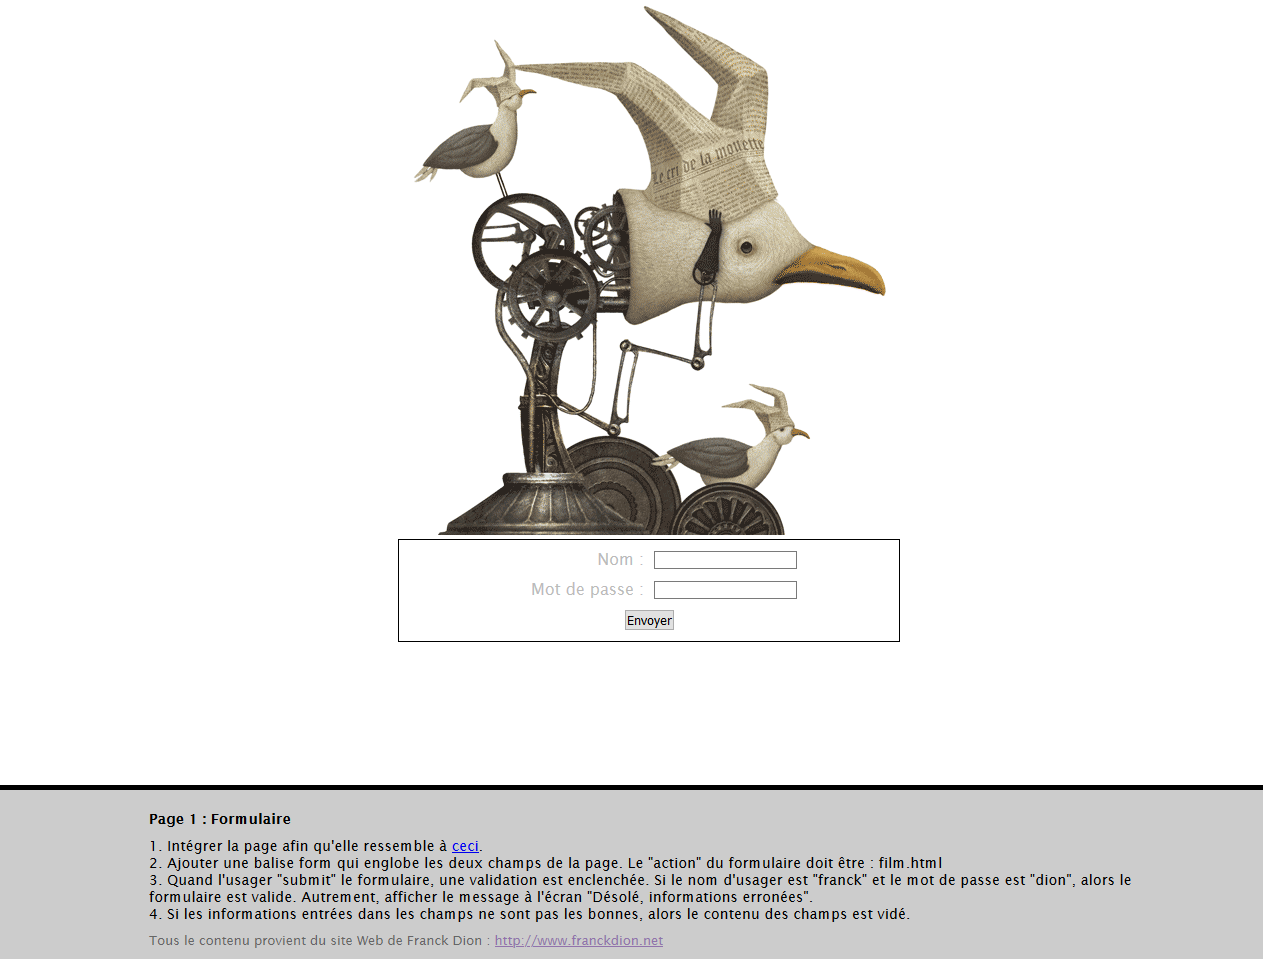 Le cri de la mouette
Nom :
Mot de passe :
Envoyer
Page 1 : Formulaire
1. Intégrer la page afin qu'elle ressemble à ceci.
2. Ajouter une balise form qui englobe les deux champs de la page. Le "action" du formulaire doit être : film.html
3. Quand l'usager "submit" le formulaire, une validation est enclenchée. Si le nom d'usager est "franck" et le mot de passe est "dion", alors le
formulaire est valide. Autrement, afficher le message à l'écran "Désolé, informations erronées".
4. Si les informations entrées dans les champs ne sont pas les bonnes, alors le contenu des champs est vidé.
Tous le contenu provient du site Web de Franck Dion : http://www.franckdion.net